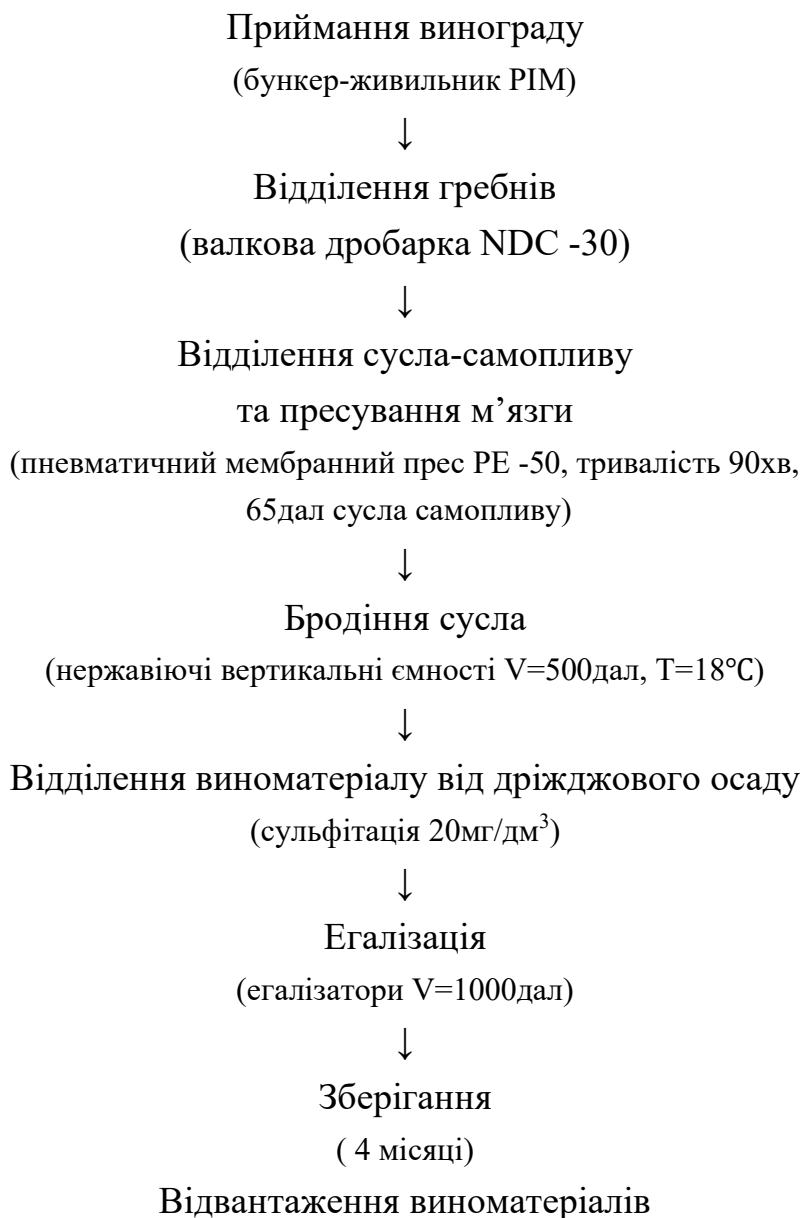 Приймання винограду
(бункер-живильник РІМ)
↓
Відділення гребнів
(валкова дробарка NDC -30)
↓
Відділення сусла-самопливу
та пресування м’язги
(пневматичний мембранний прес РЕ -50, тривалість 90хв,
65дал сусла самопливу)
↓
Бродіння сусла
(нержавіючі вертикальні ємності V=500дал, Т=18°С)
↓
Відділення виноматеріалу від дріжджового осаду
(сульфітація 20мг/дм³)
↓
Егалізація
(егалізатори V=1000дал)
↓
Зберігання
( 4 місяці)
Відвантаження виноматеріалів